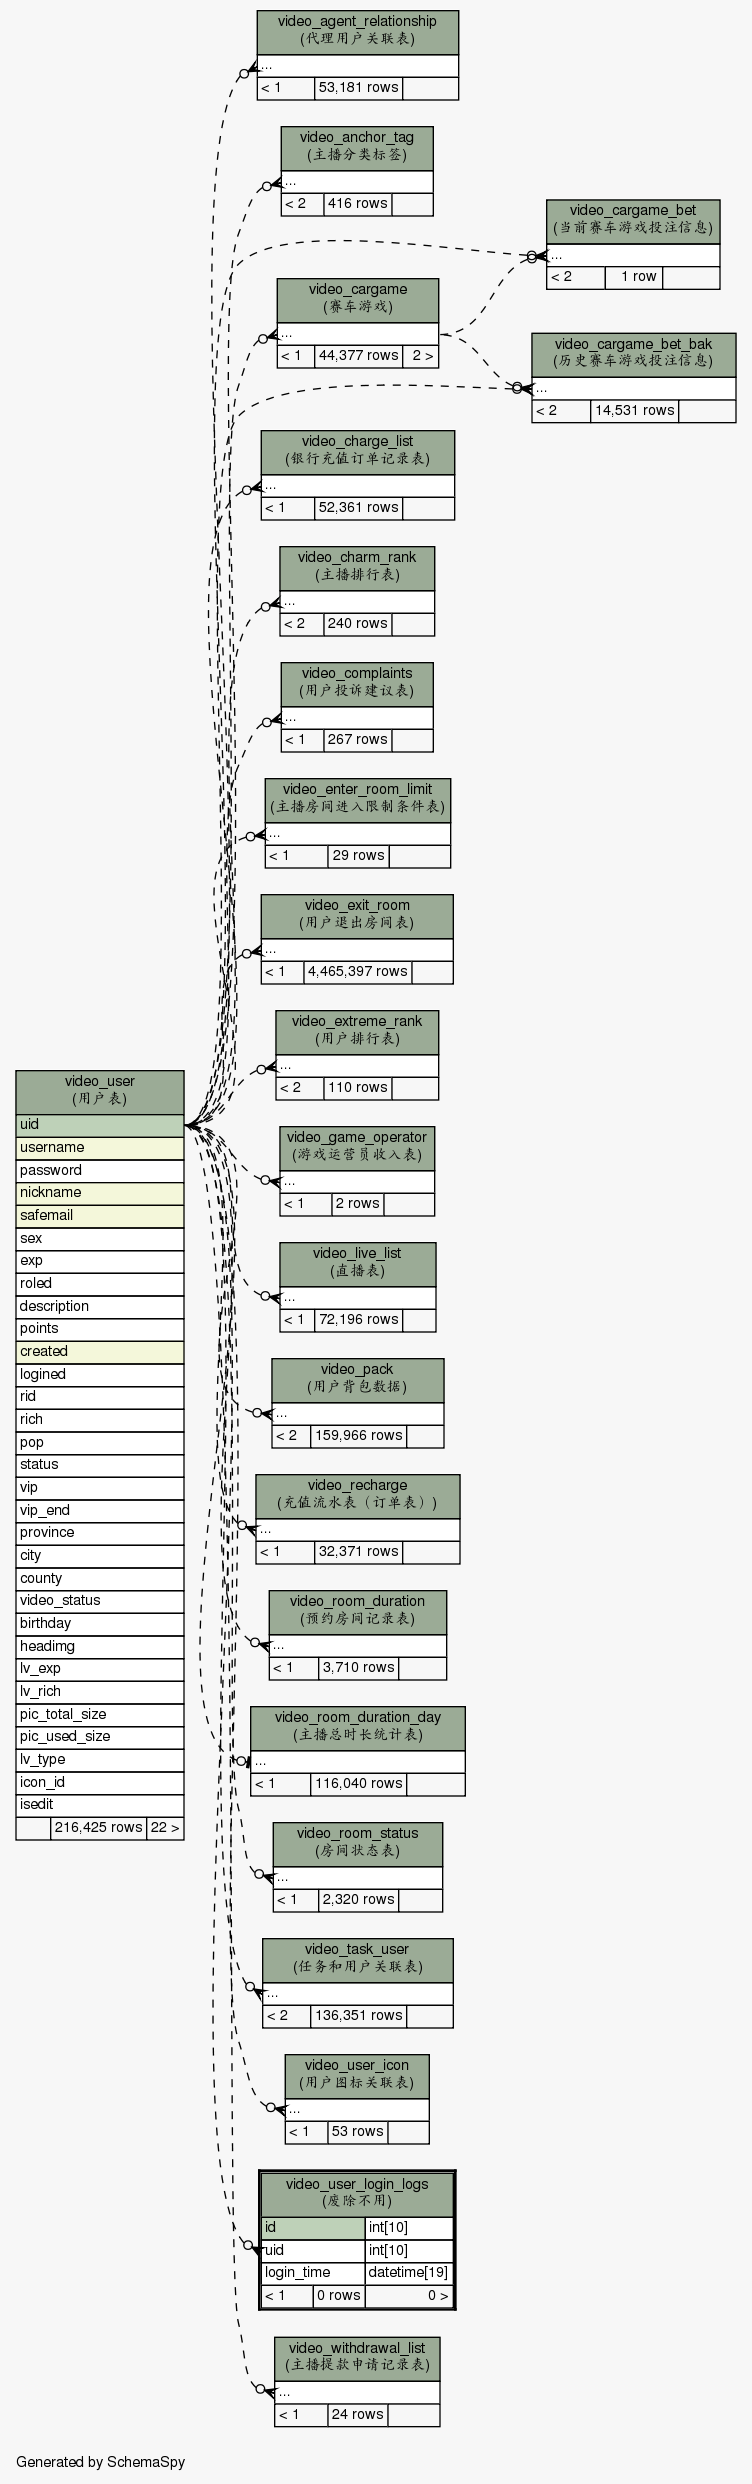 video_agent_relationship
(代理用户关联表)
...
< 1 53,181 rows
video_anchor_tag
(主播分类标签)
...
< 2 416 rows
video_cargame_bet
(当前赛车游戏投注信息)
...
< 2 1 row
video_cargame
(赛车游戏)
...
< 1 44,377 rows 2 >
video_cargame_bet_bak
(历史赛车游戏投注信息)
...
< 2 14,531 rows
video_charge_list
(银行充值订单记录表)
...
< 1 52,361 rows
video_charm_rank
(主播排行表)
...
< 2 240 rows
video_complaints
(用户投诉建议表)
...
< 1 267 rows
video_enter_room_limit
(主播房间进入限制条件表)
...
< 1 29 rows
video_exit_room
(用户退出房间表)
...
< 1 4,465,397 rows
video_extreme_rank
(用户排行表)
...
< 2 110 rows
video_user
(用户表)
uid
username
password
nickname
safemail
sex
exp
roled
description
points
created
logined
rid
rich
pop
status
vip
vip_end
province
city
county
video_status
birthday
headimg
lv_exp
lv_rich
pic_total_size
pic_used_size
lv_type
icon_id
isedit
216,425 rows 22 >
video_game_operator
(游戏运营员收入表)
...
< 1 2 rows
video_live_list
(直播表)
...
< 1 72,196 rows
video_pack
(用户背包数据)
...
< 2 159,966 rows
video_recharge
(充值流水表（订单表）)
...
< 1 32,371 rows
video_room_duration
(预约房间记录表)
...
< 1 3,710 rows
video_room_duration_day
(主播总时长统计表)
...
< 1 116,040 rows
video_room_status
(房间状态表)
...
< 1 2,320 rows
video_task_user
(任务和用户关联表)
...
< 2 136,351 rows
video_user_icon
(用户图标关联表)
...
< 1 53 rows
video_user_login_logs
(废除不用)
id int[10]
uid int[10]
login_time datetime[19]
< 1 0 rows 0 >
video_withdrawal_list
(主播提款申请记录表)
...
< 1 24 rows
Generated by SchemaSpy